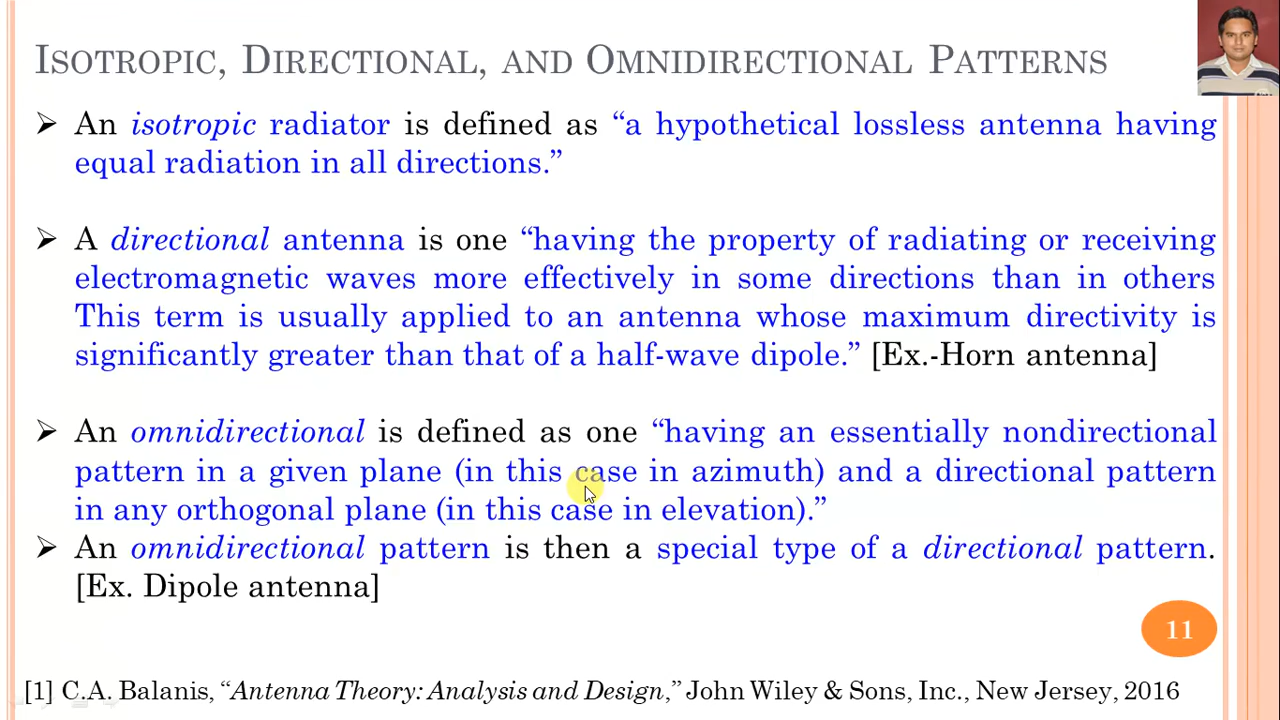 ISOTROPIC, DIRECTIONAL, AND OMNIDIRECTIONAL PATTERNS
➢ An isotropic radiator is defined as “a hypothetical lossless antenna having
equal radiation in all directions.”
➢ A directional antenna is one “having the property of radiating or receiving
electromagnetic waves more effectively in some directions than in others
This term is usually applied to an antenna whose maximum directivity is
significantly greater than that of a half-wave dipole.” [Ex.-Horn antenna]
➢ An omnidirectional is defined as one “having an essentially nondirectional
pattern in a given plane (in this case in azimuth) and a directional pattern
in any orthogonal plane (in this case in elevation).”
➢ An omnidirectional pattern is then a special type of a directional pattern.
[Ex. Dipole antenna]
11
[1] C.A. Balanis, “Antenna Theory: Analysis and Design,” John Wiley & Sons, Inc., New Jersey, 2016